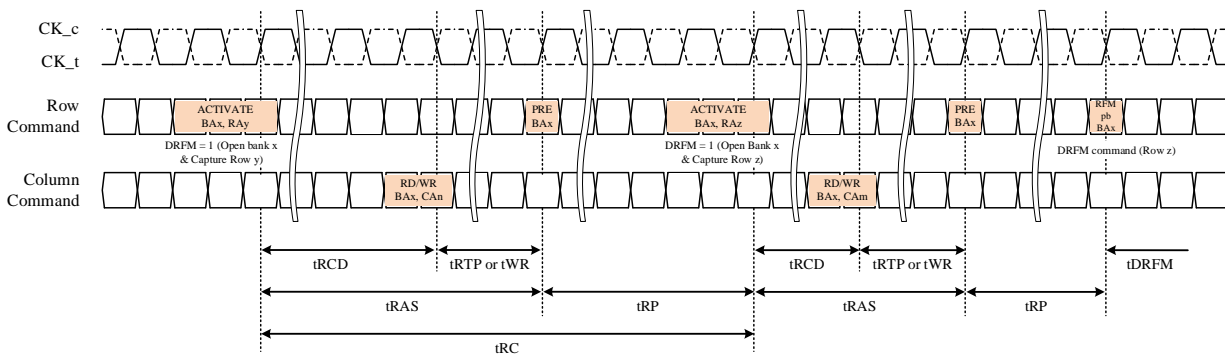 CK_c
CK_t
Row
Command
ACTIVATE
BAx, RAy
PRE
BAx
ACTIVATE
BAx, RAz
PRE
BAx
RFM
pb
BAx
DRFM = 1 (Open bank x
& Capture Row y)
DRFM = 1 (Open bank x
& Capture Row z)
DRFM command (Row z)
Column
Command
RD/WR
BAx, CAn
RD/WR
BAx, CAm
tRCD
tRTP or tWR
tRCD
tRTP or tWR
tDRFM
tRAS
tRP
tRAS
tRP
tRC